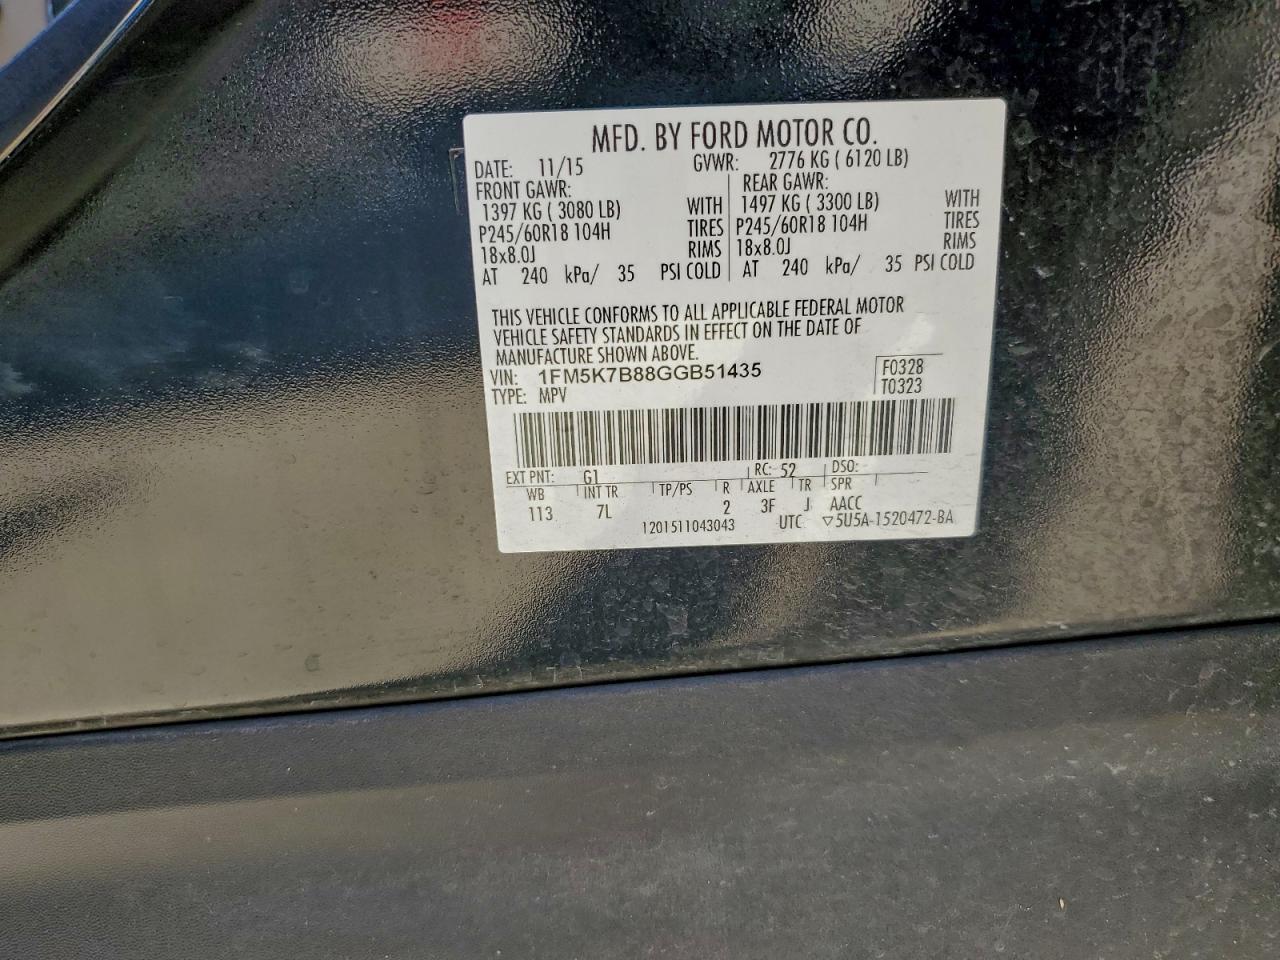 MFD. BY FORD MOTOR CO.
DATE: 11/15 GVWR: 2776 KG ( 6120 LB)
FRONT GAWR: REAR GAWR:
1397 KG ( 3080 LB) WITH 1497 KG ( 3300 LB) WITH
P245/60R18 104H TIRES P245/60R18 104H TIRES
18x8.0J RIMS 18x8.0J RIMS
AT 240 kPa/ 35 PSI COLD AT 240 kPa/ 35 PSI COLD
THIS VEHICLE CONFORMS TO ALL APPLICABLE FEDERAL MOTOR
VEHICLE SAFETY STANDARDS IN EFFECT ON THE DATE OF
MANUFACTURE SHOWN ABOVE.
VIN: 1FM5K7B88GGB51435 F0328
TYPE: MPV T0323
EXT PNT: G1 RC: 52 DSO:
WB INT TR TP/PS R AXLE TR SPR
113 7L 2 3F J AACC
1201511043043 UTC ▽5U5A-1520472-BA